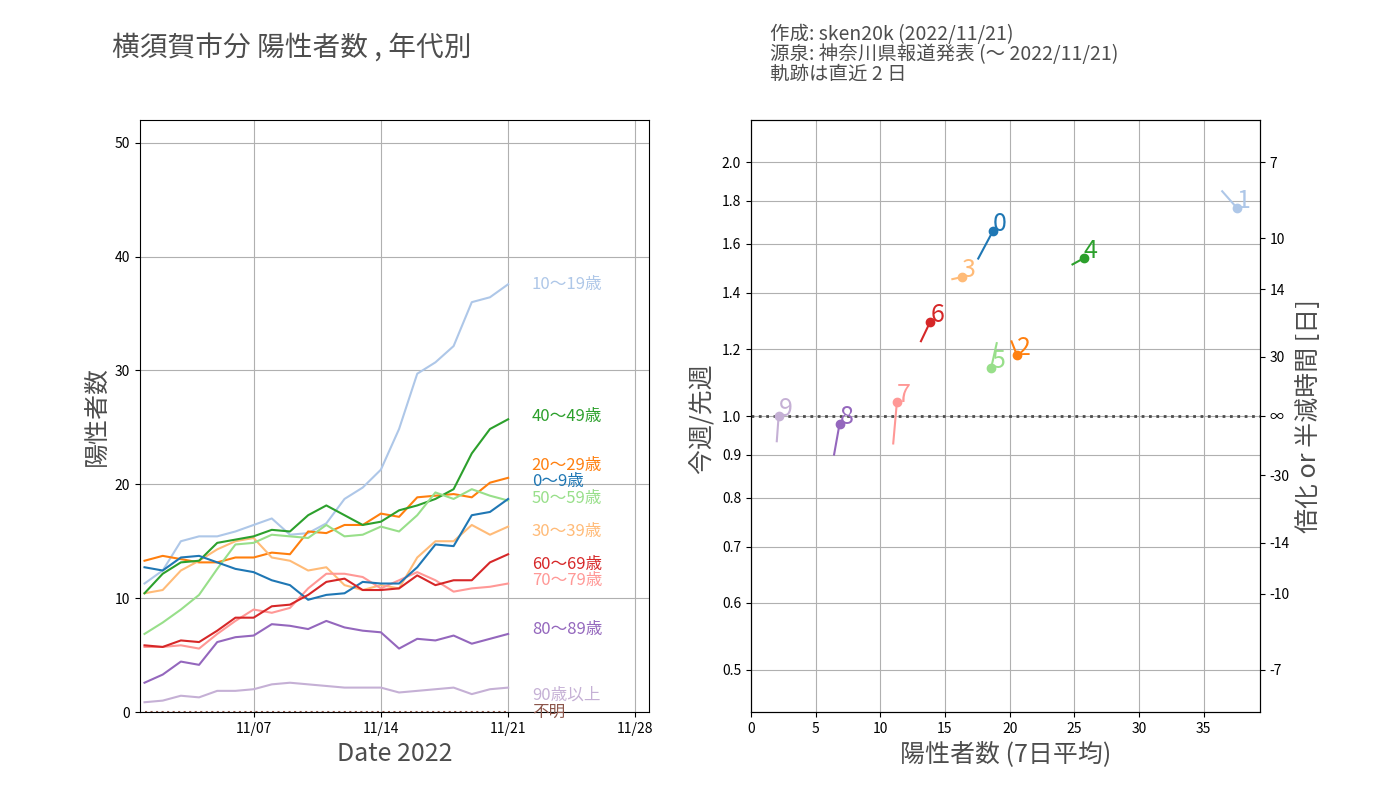 横須賀市分 陽性者数 , 年代別
作成: sken20k (2022/11/21)
源泉: 神奈川県報道発表 (〜 2022/11/21)
軌跡は直近 2 日
陽性者数
50
40
30
20
10
0
10〜19歳
40〜49歳
20〜29歳
0〜9歳
50〜59歳
30〜39歳
60〜69歳
70〜79歳
80〜89歳
90歳以上
不明
11/07
11/14
11/21
11/28
Date 2022
今週/先週
2.0
1.8
1.6
1.4
1.2
1.0
0.9
0.8
0.7
0.6
0.5
1
0
4
3
6
2
5
7
9
8
7
10
14
30
∞
-30
-14
-10
-7
倍化 or 半減時間 [日]
0
5
10
15
20
25
30
35
陽性者数 (7日平均)